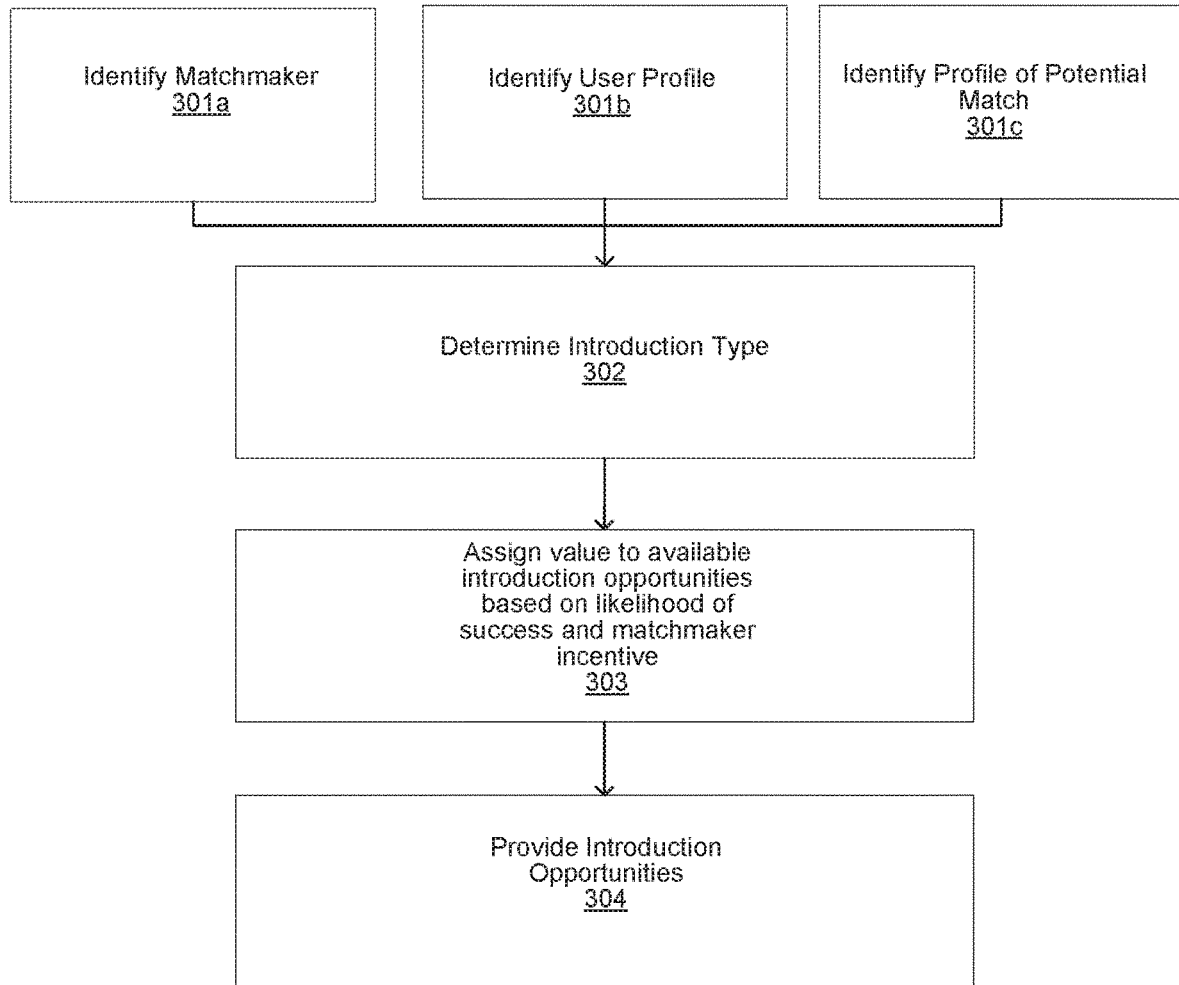 Identify Matchmaker
301a
Identify User Profile
301b
Identify Profile of Potential
Match
301c
Determine Introduction Type
302
Assign value to available
introduction opportunities
based on likelihood of
success and matchmaker
incentive
303
Provide Introduction
Opportunities
304